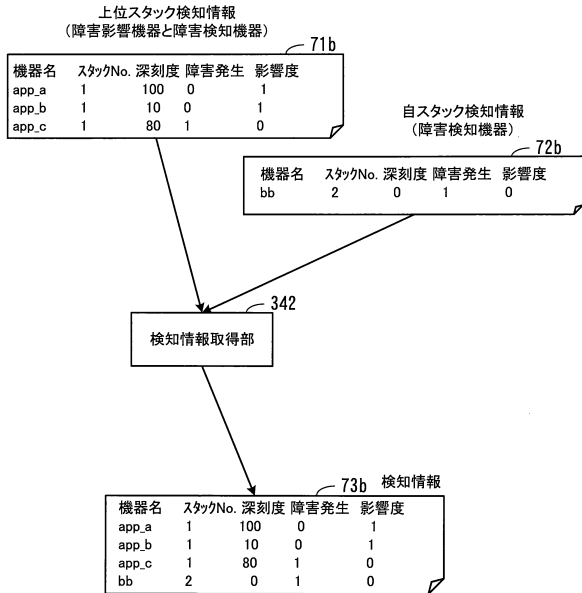 上位スタック検知情報
(障害影響機器と障害検知機器)
71b
機器名 スタックNo. 深刻度 障害発生 影響度
app_a 1 100 0 1
app_b 1 10 0 1
app_c 1 80 1 0
自スタック検知情報
(障害検知機器)
72b
機器名 スタックNo. 深刻度 障害発生 影響度
bb 2 0 1 0
342
検知情報取得部
73b 検知情報
機器名 スタックNo. 深刻度 障害発生 影響度
app_a 1 100 0 1
app_b 1 10 0 1
app_c 1 80 1 0
bb 2 0 1 0